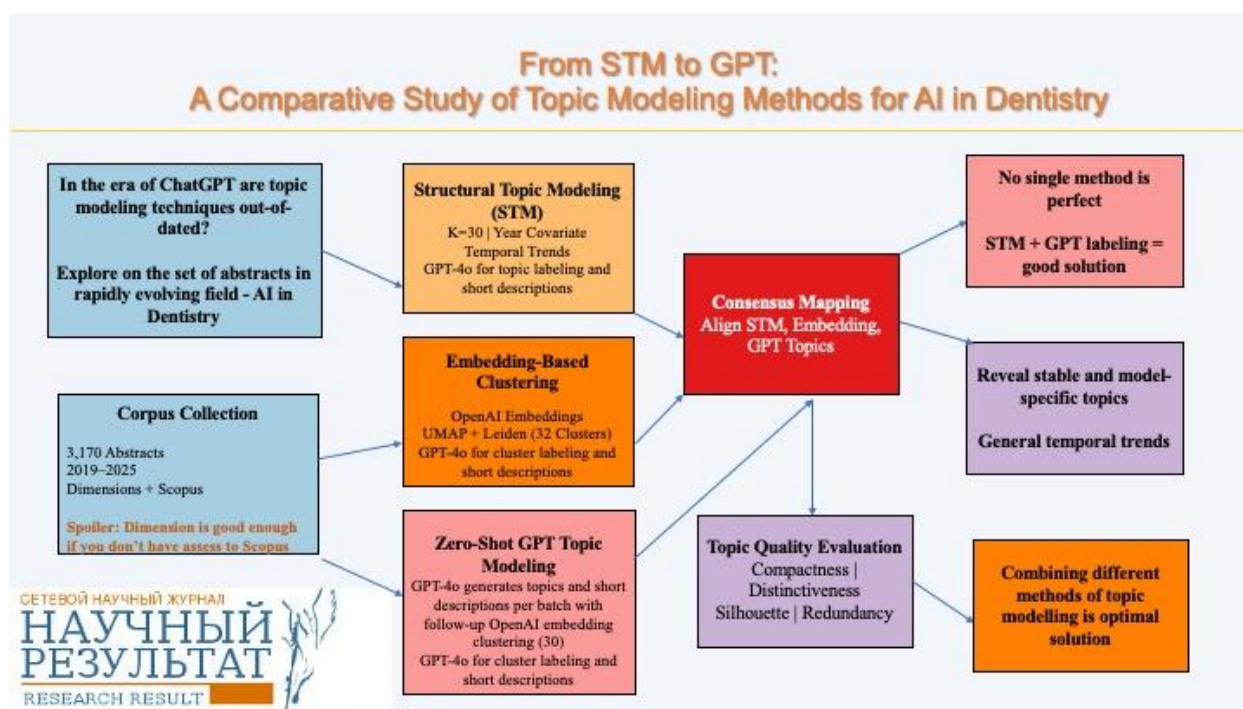 From STM to GPT:
A Comparative Study of Topic Modeling Methods for AI in Dentistry
In the era of ChatGPT are topic
modeling techniques out-of-
dated?
Explore on the set of abstracts in
rapidly evolving field - AI in
Dentistry
Corpus Collection
3,170 Abstracts
2019–2025
Dimensions + Scopus
Spoiler: Dimension is good enough
if you don't have assess to Scopus
Structural Topic Modeling
(STM)
K=30 | Year Covariate
Temporal Trends
GPT-4o for topic labeling and
short descriptions
Embedding-Based
Clustering
OpenAI Embeddings
UMAP + Leiden (32 Clusters)
GPT-4o for cluster labeling and
short descriptions
Zero-Shot GPT Topic
Modeling
GPT-4o generates topics and short
descriptions per batch with
follow-up OpenAI embedding
clustering (30)
GPT-4o for cluster labeling and
short descriptions
Consensus Mapping
Align STM, Embedding,
GPT Topics
Topic Quality Evaluation
Compactness |
Distinctiveness
Silhouette | Redundancy
No single method is
perfect
STM + GPT labeling =
good solution
Reveal stable and model-
specific topics
General temporal trends
Combining different
methods of topic
modelling is optimal
solution
СЕТЕВОЙ НАУЧНЫЙ ЖУРНАЛ
НАУЧНЫЙ
РЕЗУЛЬТАТ
RESEARCH RESULT